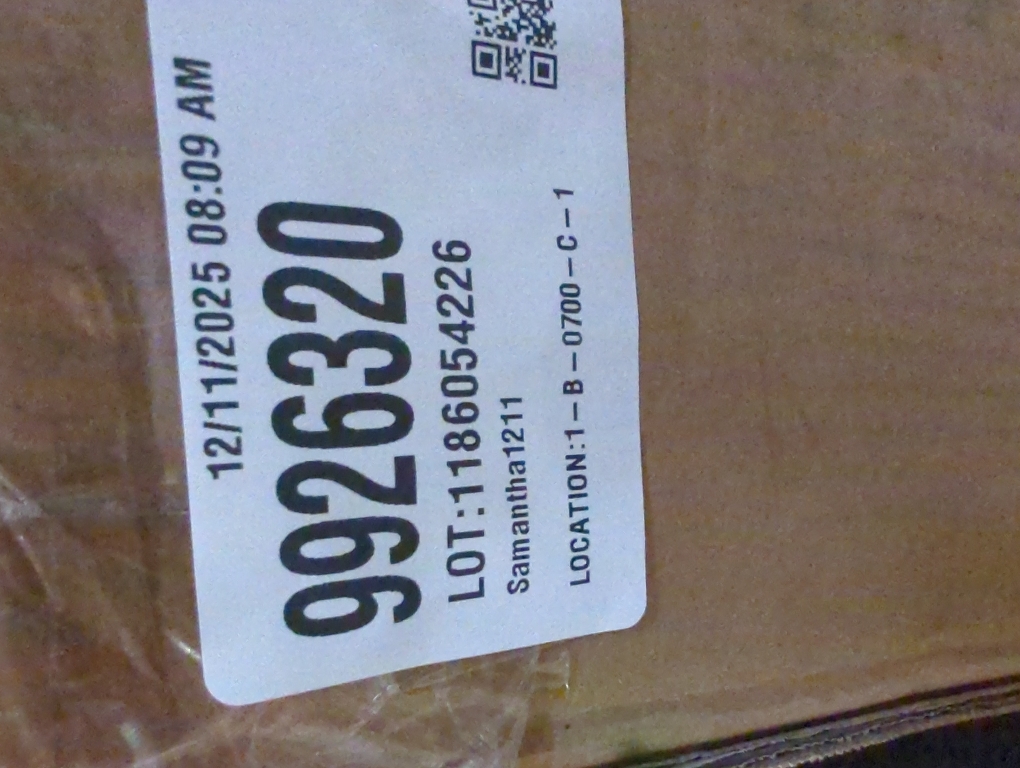 12/11/2025 08:09 AM
9926320
LOT:1186054226
Samantha1211
LOCATION:1-B-0700-C-1